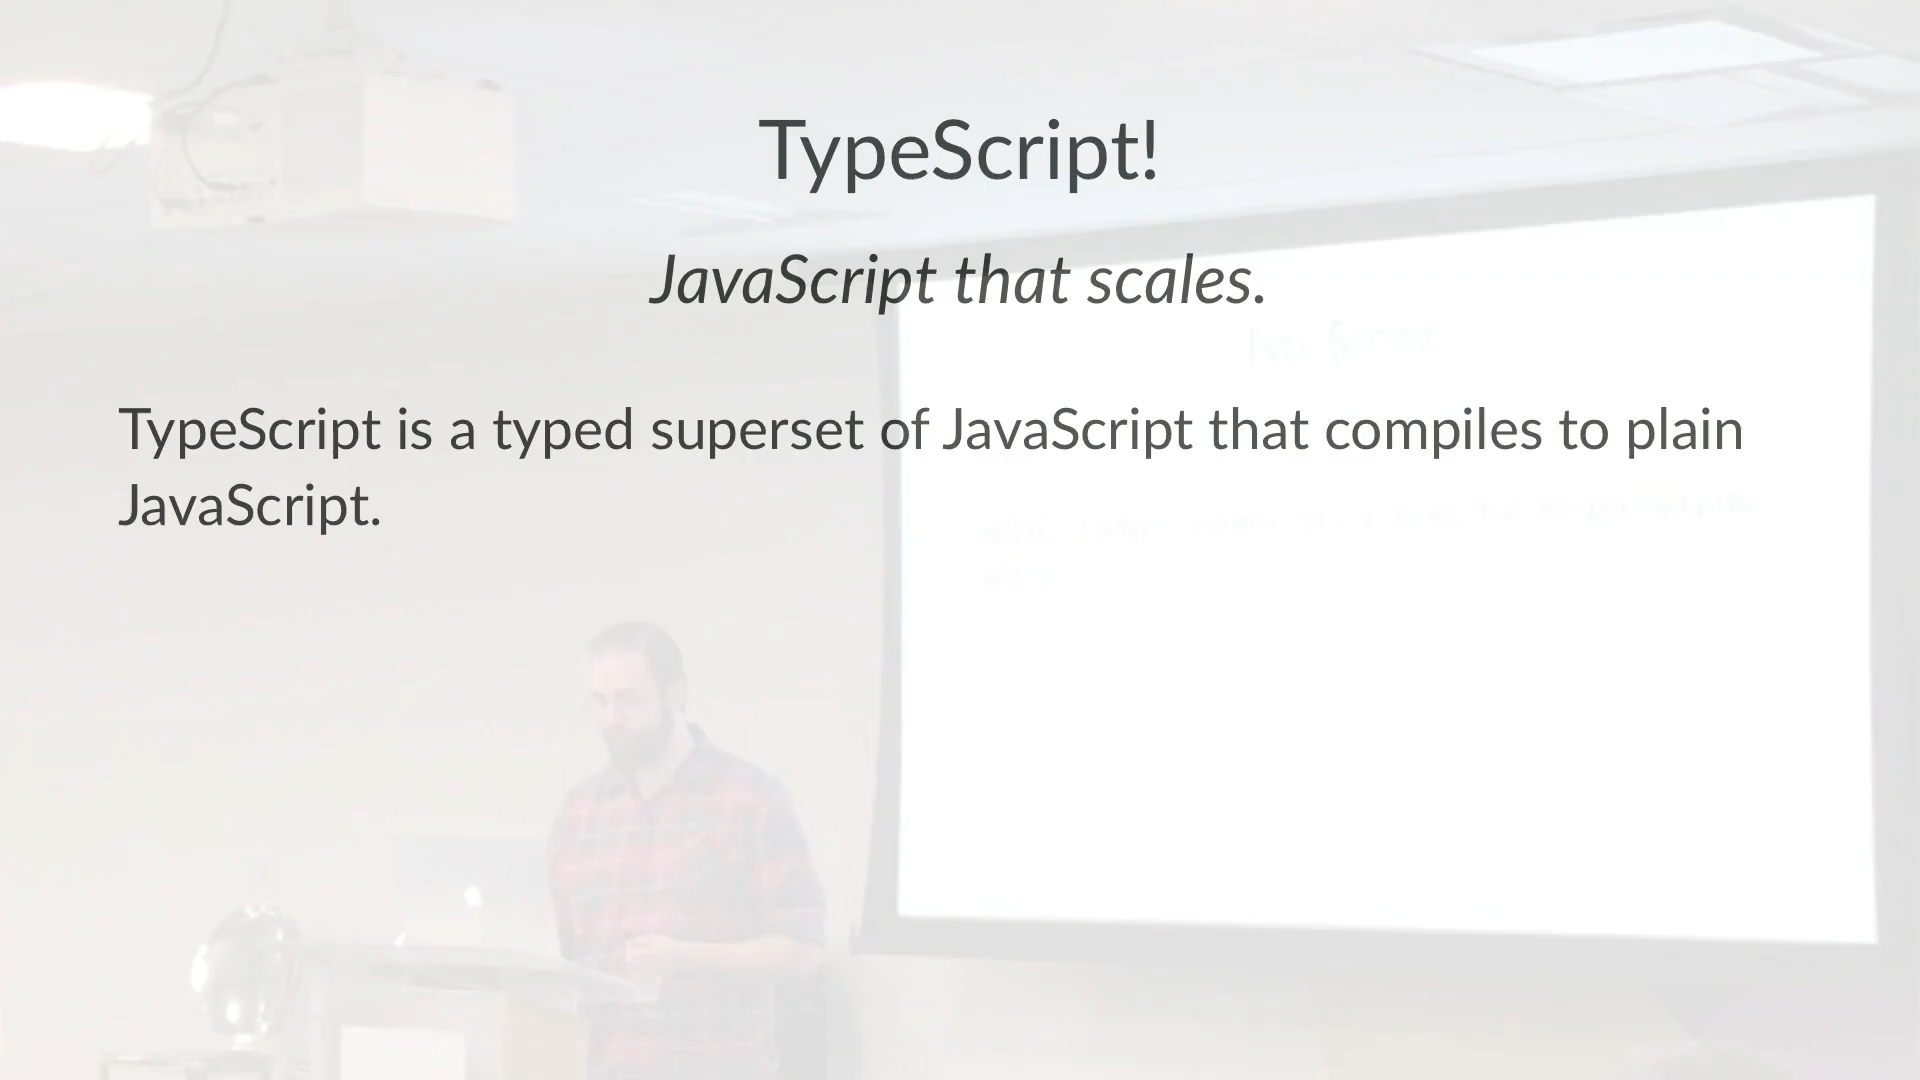 TypeScript!
JavaScript that scales.
TypeScript is a typed superset of JavaScript that compiles to plain
JavaScript.